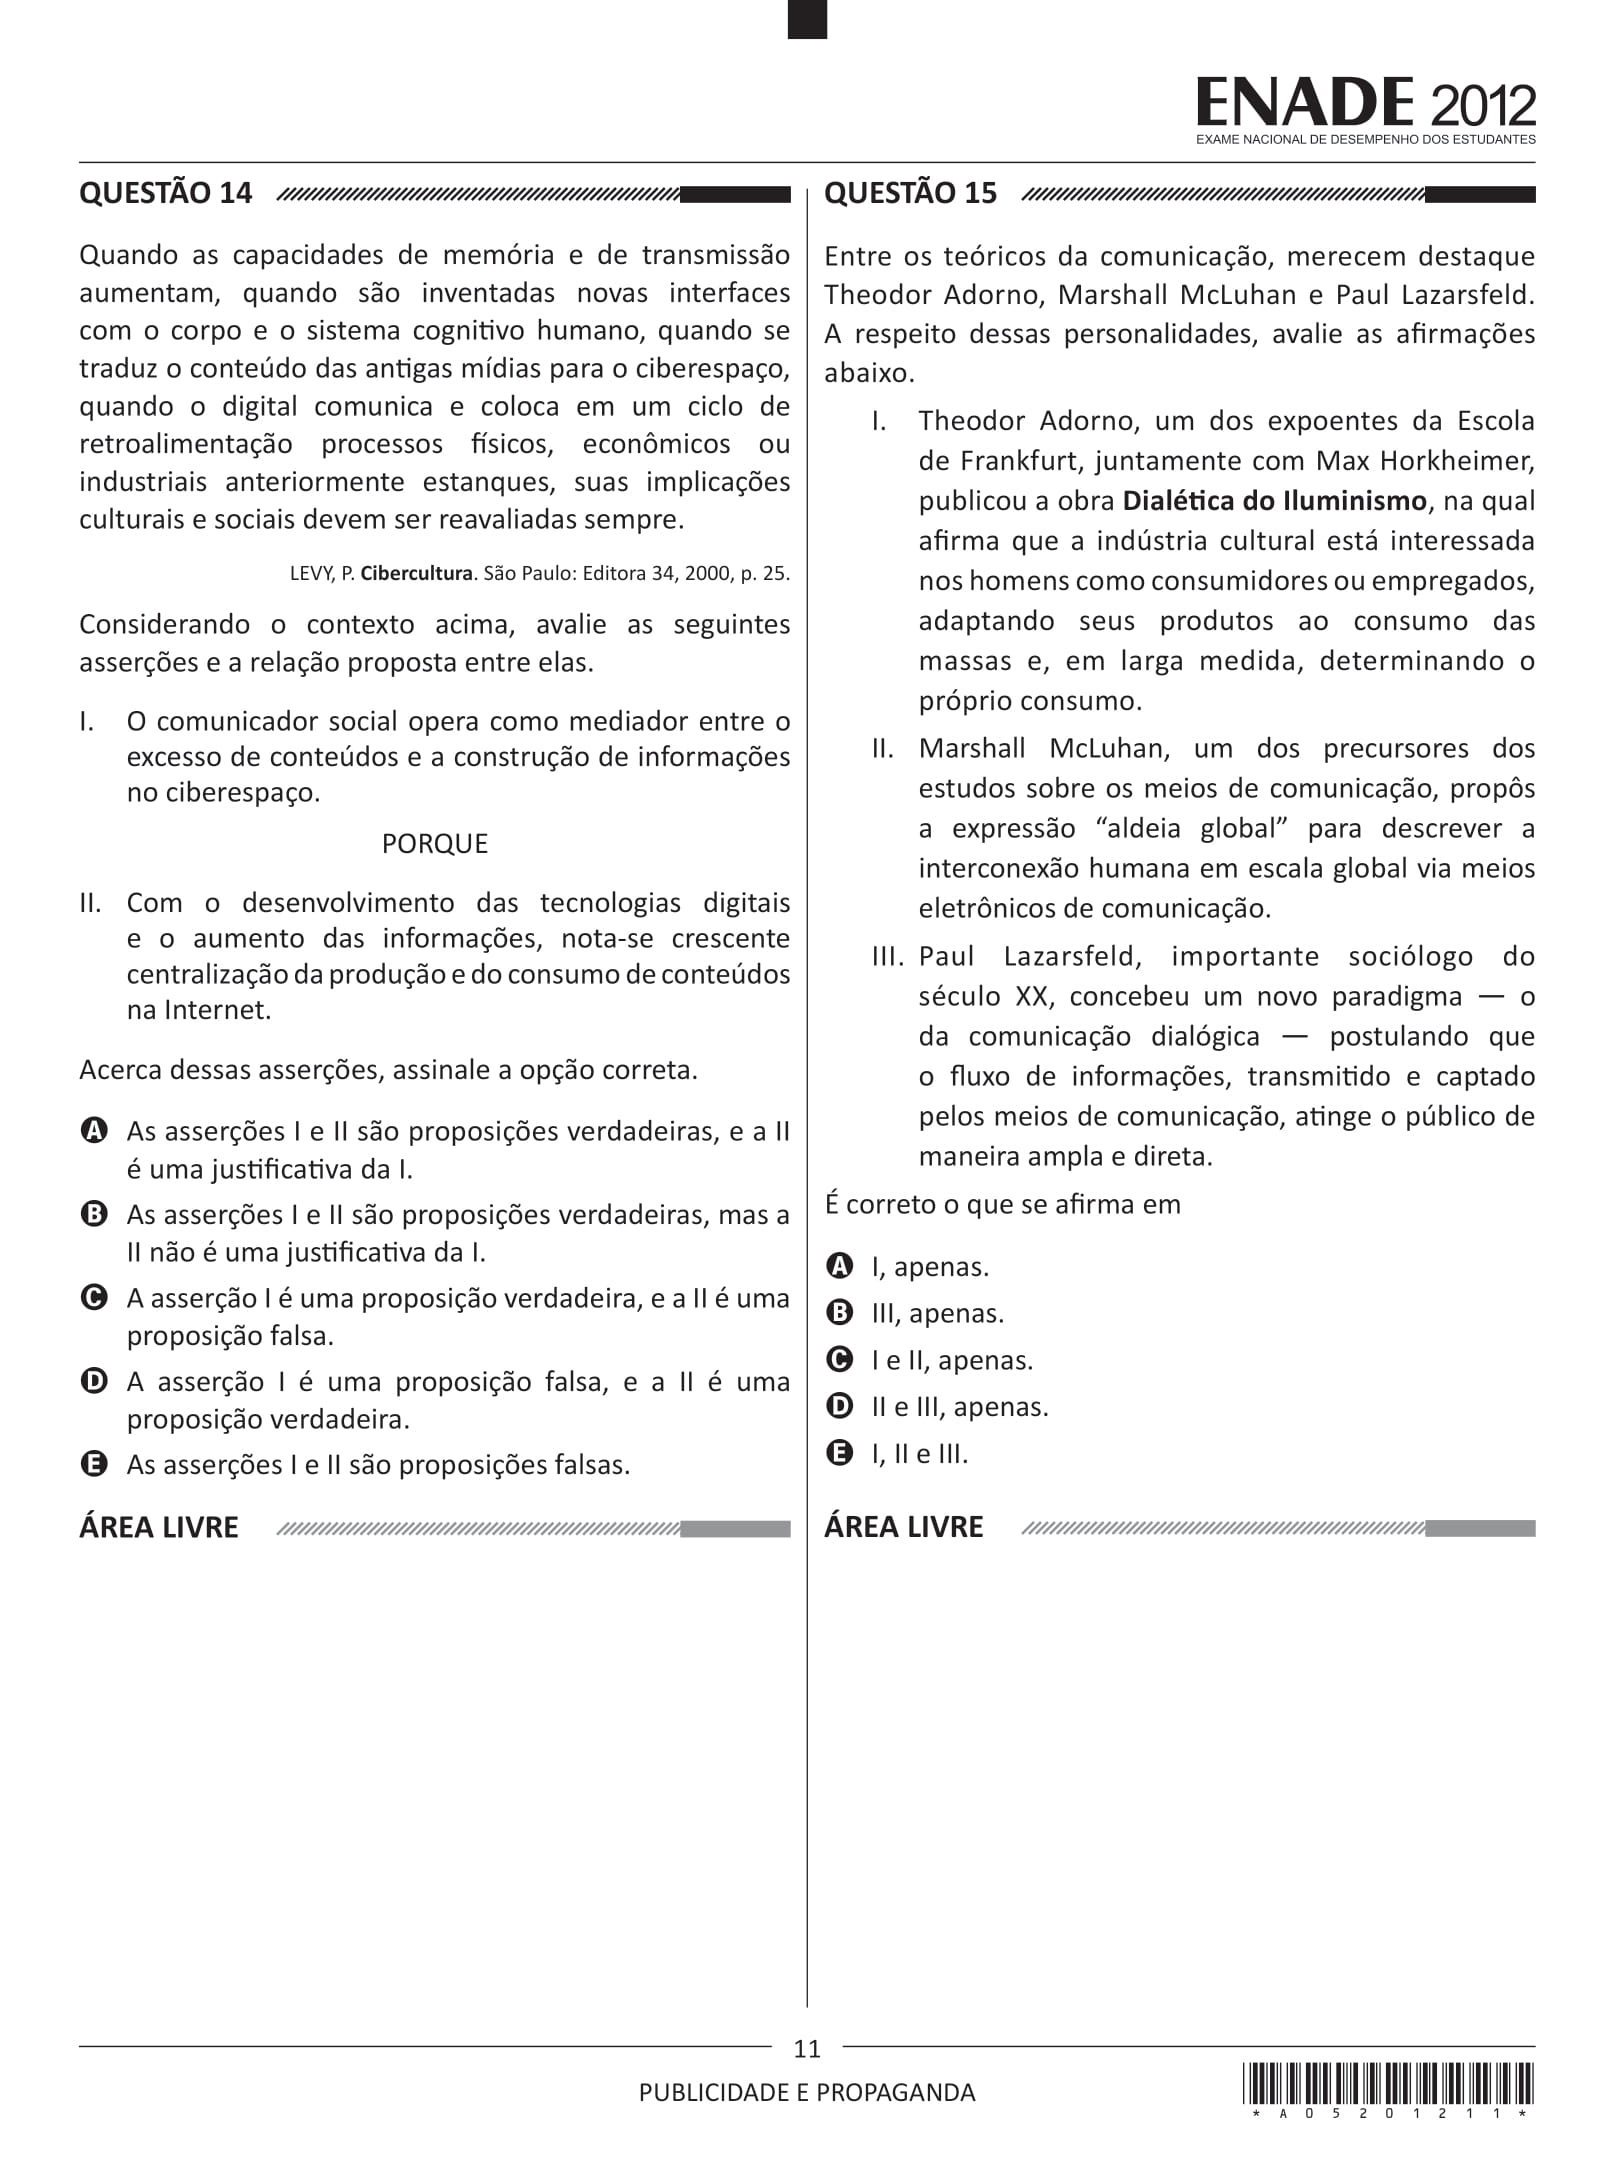 ENADE 2012
EXAME NACIONAL DE DESEMPENHO DOS ESTUDANTES
QUESTÃO 14
Quando as capacidades de memória e de transmissão
aumentam, quando são inventadas novas interfaces
com o corpo e o sistema cognitivo humano, quando se
traduz o conteúdo das antigas mídias para o ciberespaço,
quando o digital comunica e coloca em um ciclo de
retroalimentação processos físicos, econômicos ou
industriais anteriormente estanques, suas implicações
culturais e sociais devem ser reavaliadas sempre.
LEVY, P. Cibercultura. São Paulo: Editora 34, 2000, p. 25.
Considerando o contexto acima, avalie as seguintes
asserções e a relação proposta entre elas.
I. O comunicador social opera como mediador entre o
excesso de conteúdos e a construção de informações
no ciberespaço.
PORQUE
II. Com o desenvolvimento das tecnologias digitais
e o aumento das informações, nota-se crescente
centralização da produção e do consumo de conteúdos
na Internet.
Acerca dessas asserções, assinale a opção correta.
A As asserções I e II são proposições verdadeiras, e a II
é uma justificativa da I.
B As asserções I e II são proposições verdadeiras, mas a
II não é uma justificativa da I.
C A asserção I é uma proposição verdadeira, e a II é uma
proposição falsa.
D A asserção I é uma proposição falsa, e a II é uma
proposição verdadeira.
E As asserções I e II são proposições falsas.
ÁREA LIVRE
QUESTÃO 15
Entre os teóricos da comunicação, merecem destaque
Theodor Adorno, Marshall McLuhan e Paul Lazarsfeld.
A respeito dessas personalidades, avalie as afirmações
abaixo.
I. Theodor Adorno, um dos expoentes da Escola
de Frankfurt, juntamente com Max Horkheimer,
publicou a obra Dialética do Iluminismo, na qual
afirma que a indústria cultural está interessada
nos homens como consumidores ou empregados,
adaptando seus produtos ao consumo das
massas e, em larga medida, determinando o
próprio consumo.
II. Marshall McLuhan, um dos precursores dos
estudos sobre os meios de comunicação, propôs
a expressão “aldeia global” para descrever a
interconexão humana em escala global via meios
eletrônicos de comunicação.
III. Paul Lazarsfeld, importante sociólogo do
século XX, concebeu um novo paradigma — o
da comunicação dialógica — postulando que
o fluxo de informações, transmitido e captado
pelos meios de comunicação, atinge o público de
maneira ampla e direta.
É correto o que se afirma em
A I, apenas.
B III, apenas.
C I e II, apenas.
D II e III, apenas.
E I, II e III.
ÁREA LIVRE
11
PUBLICIDADE E PROPAGANDA
* A 0 5 2 0 1 2 1 1 *